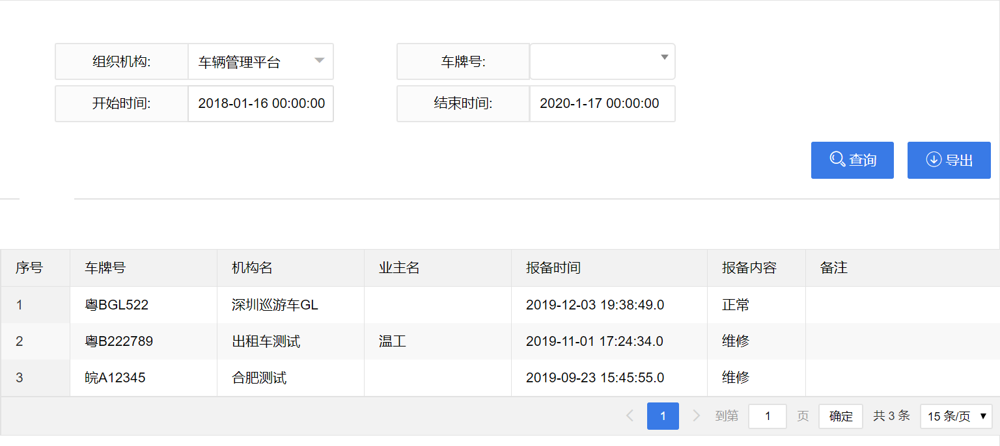 组织机构: 车辆管理平台 车牌号:
开始时间: 2018-01-16 00:00:00 结束时间: 2020-1-17 00:00:00
查询 导出
序号 车牌号 机构名 业主名 报备时间 报备内容 备注
1 粤BGL522 深圳巡游车GL 2019-12-03 19:38:49.0 正常
2 粤B222789 出租车测试 温工 2019-11-01 17:24:34.0 维修
3 皖A12345 合肥测试 2019-09-23 15:45:55.0 维修
1 到第 1 页 确定 共 3 条 15 条/页